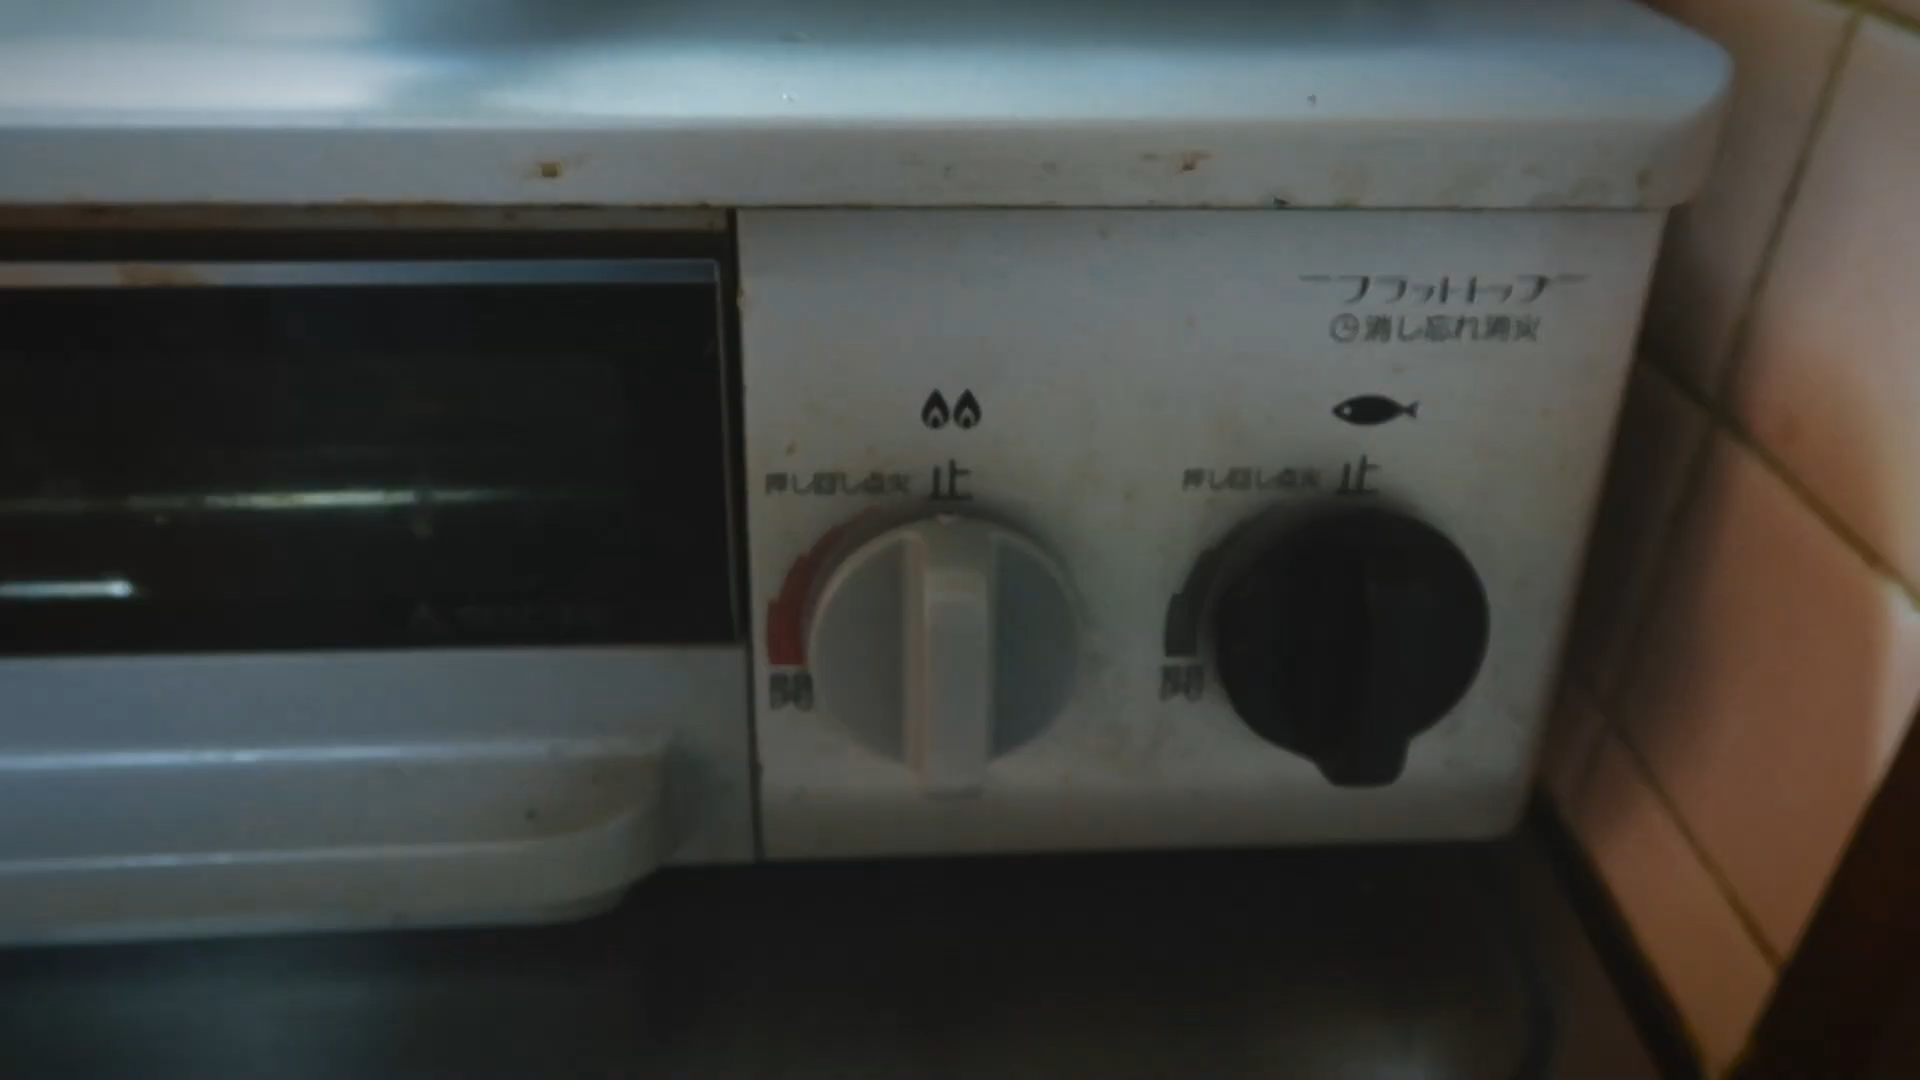 フラットトップ
消し忘れ消火
押し回し点火 止
押し回し点火 止
開
開